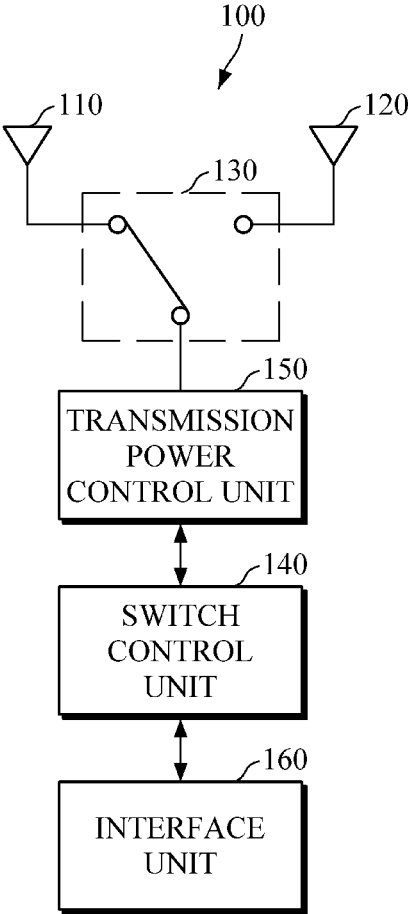 100
110
120
130
150
TRANSMISSION
POWER
CONTROL UNIT
140
SWITCH
CONTROL
UNIT
160
INTERFACE
UNIT